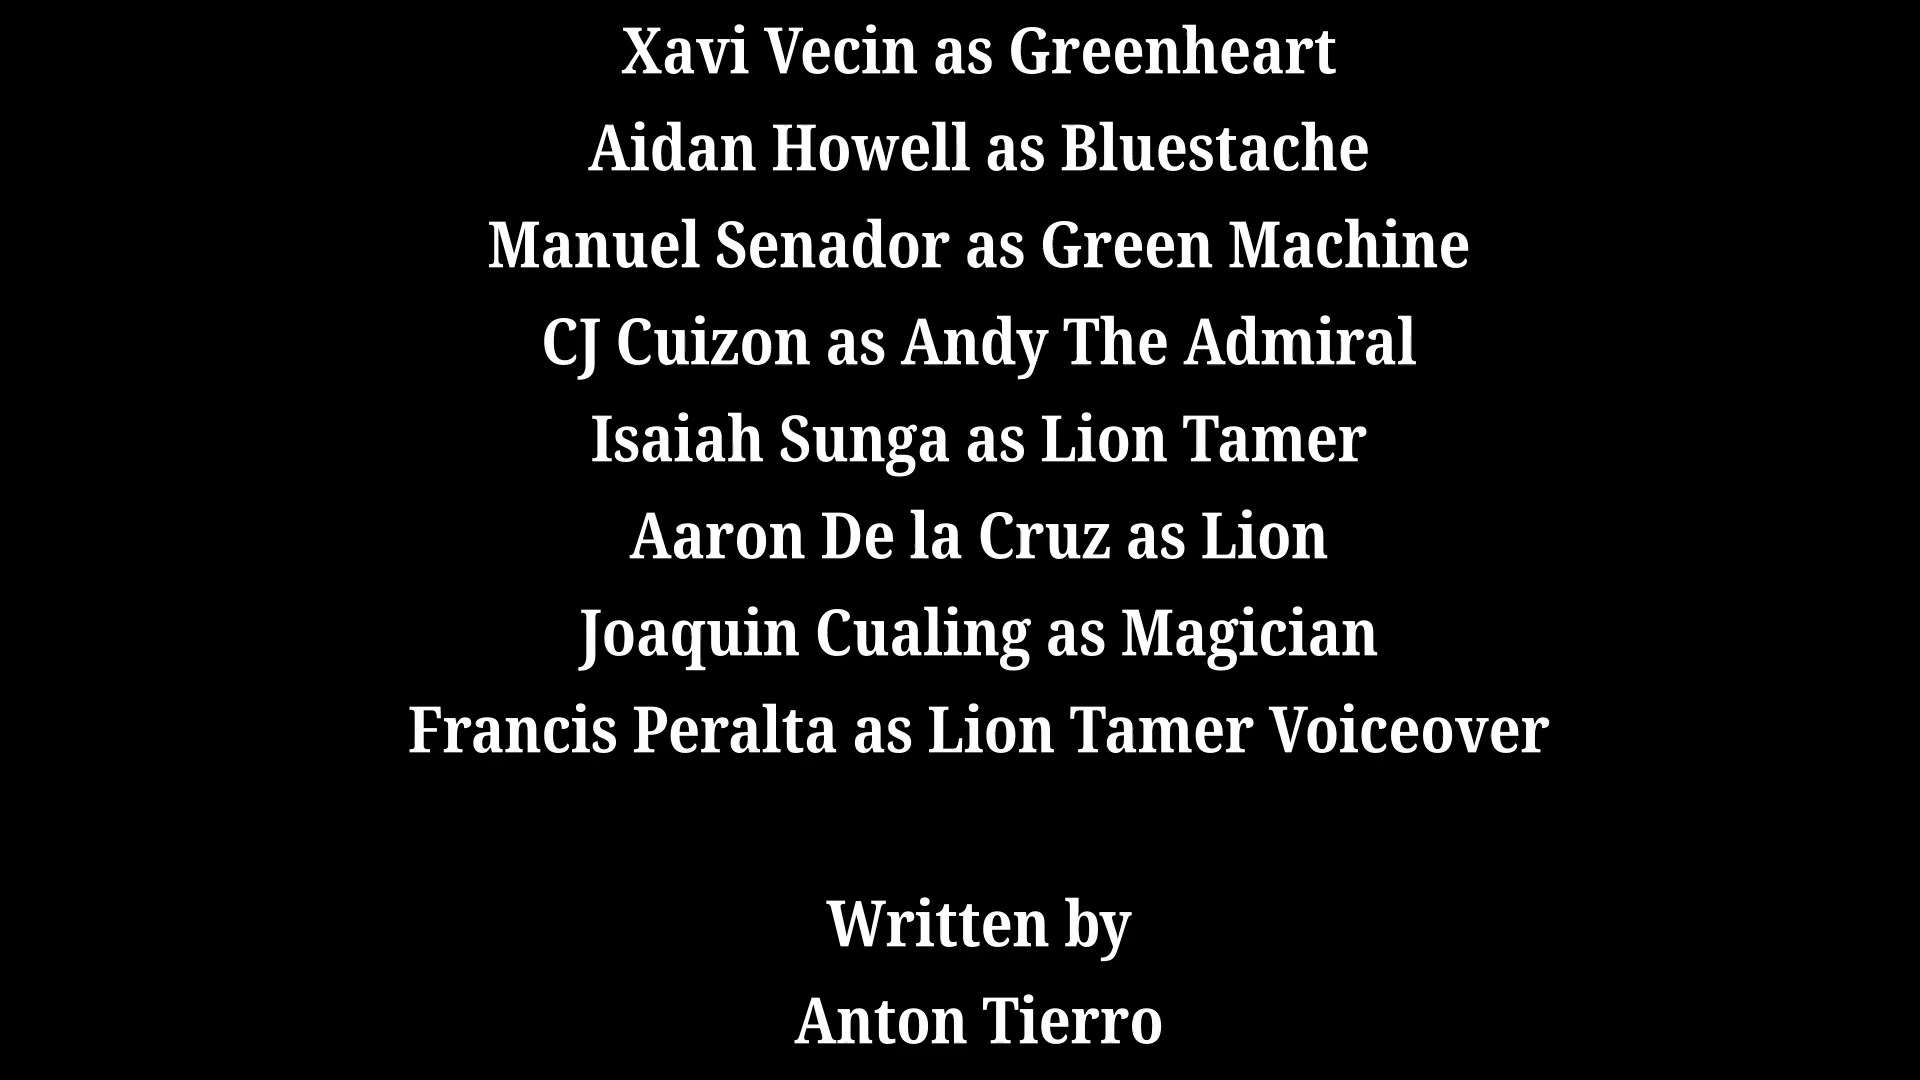 Xavi Vecin as Greenheart
Aidan Howell as Bluestache
Manuel Senador as Green Machine
CJ Cuizon as Andy The Admiral
Isaiah Sunga as Lion Tamer
Aaron De la Cruz as Lion
Joaquin Cualing as Magician
Francis Peralta as Lion Tamer Voiceover
Written by
Anton Tierro